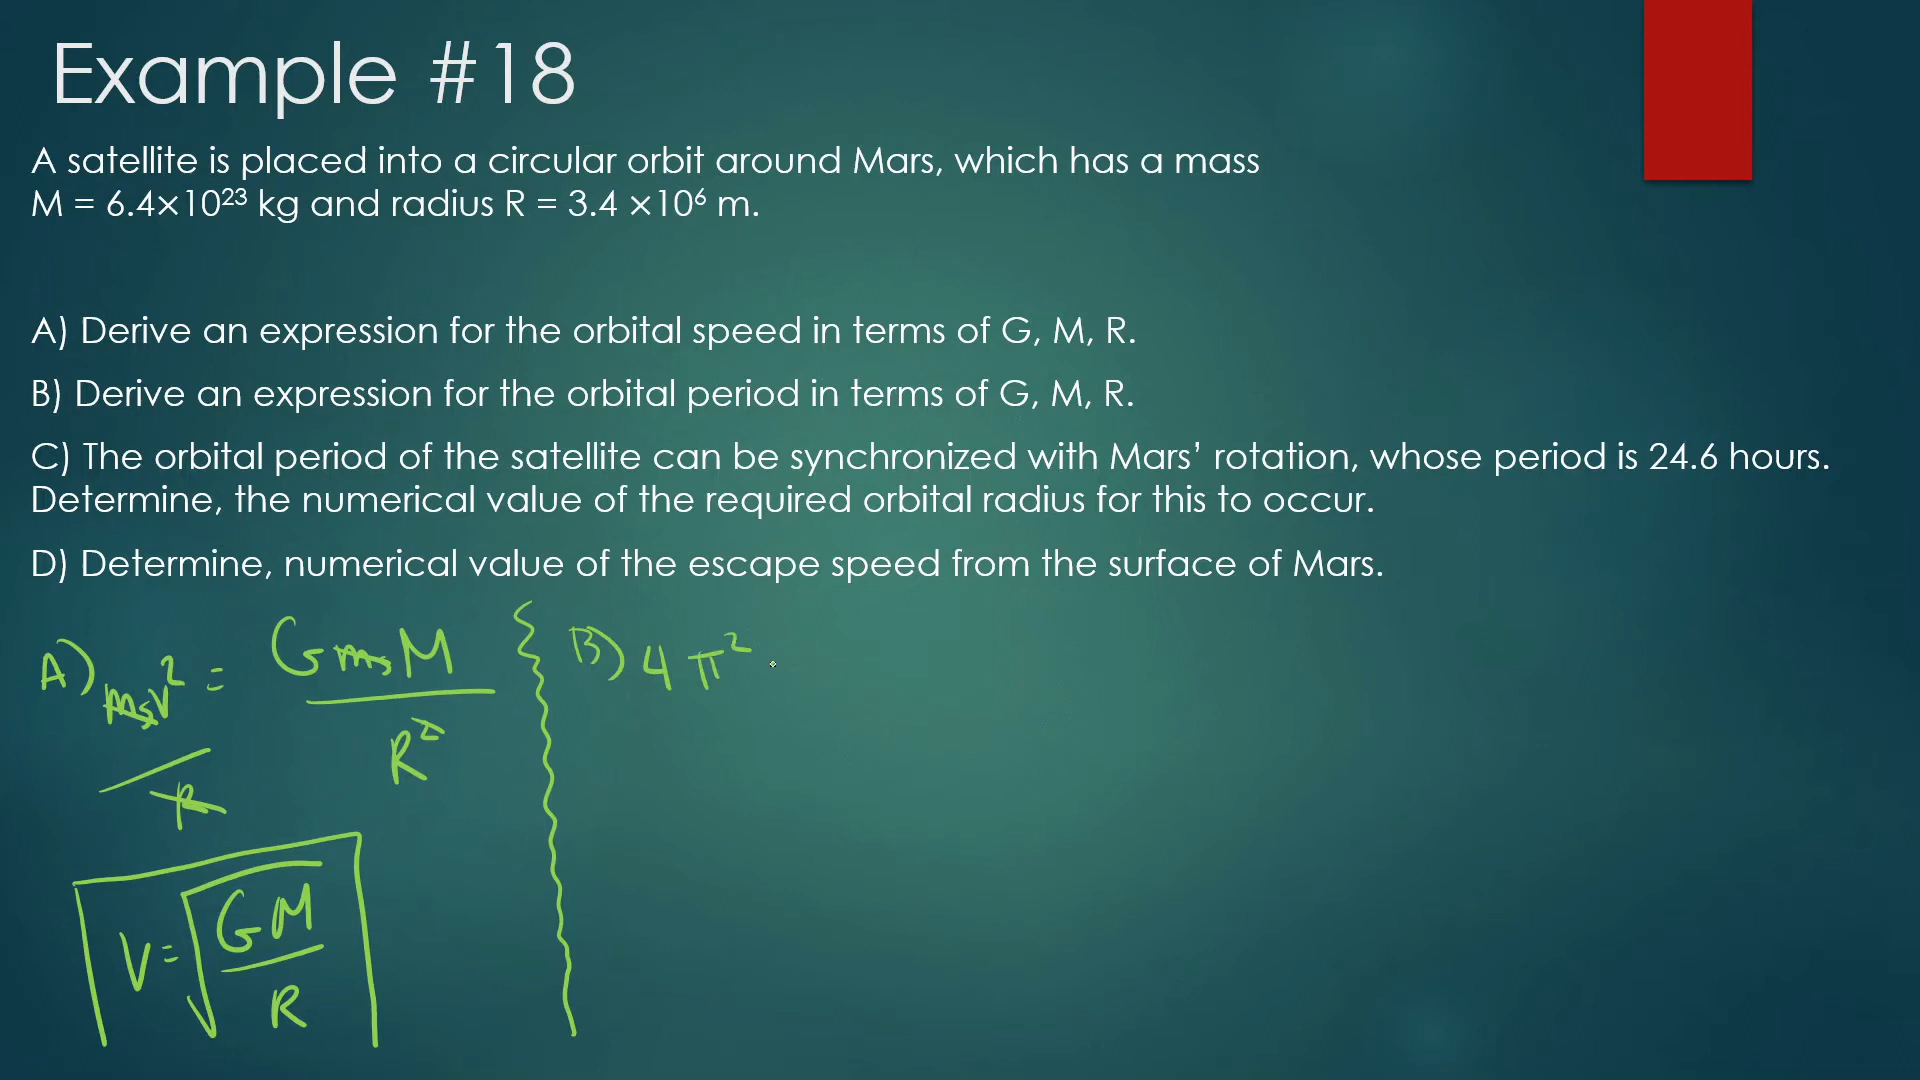 Example #18
A satellite is placed into a circular orbit around Mars, which has a mass
M = 6.4×10²³ kg and radius R = 3.4 ×10⁶ m.
A) Derive an expression for the orbital speed in terms of G, M, R.
B) Derive an expression for the orbital period in terms of G, M, R.
C) The orbital period of the satellite can be synchronized with Mars’ rotation, whose period is 24.6 hours.
Determine, the numerical value of the required orbital radius for this to occur.
D) Determine, numerical value of the escape speed from the surface of Mars.
A) mₛv²/R = GmₛM/R²
V = √(GM/R)
B) 4π²